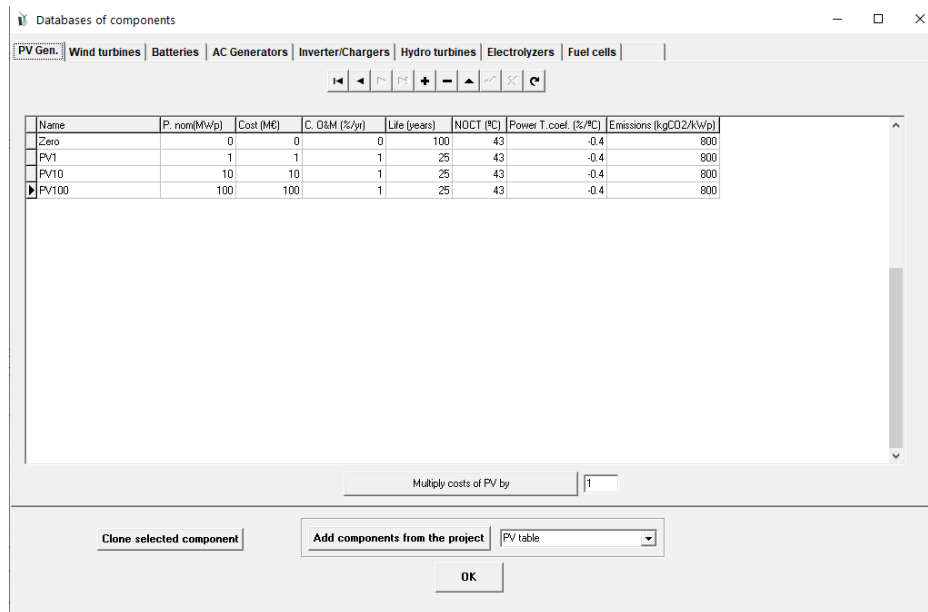 Databases of components
PV Gen. Wind turbines Batteries AC Generators Inverter/Chargers Hydro turbines Electrolyzers Fuel cells
Name P. nom(MWp) Cost (M€) C. O&M (%/yr) Life (years) NOCT (ºC) Power T.coef. (%/ºC) Emissions (kgCO2/kWp)
Zero 0 0 0 100 43 -0.4 800
PV1 1 1 1 25 43 -0.4 800
PV10 10 10 1 25 43 -0.4 800
PV100 100 100 1 25 43 -0.4 800
Multiply costs of PV by 1
Clone selected component Add components from the project PV table
OK